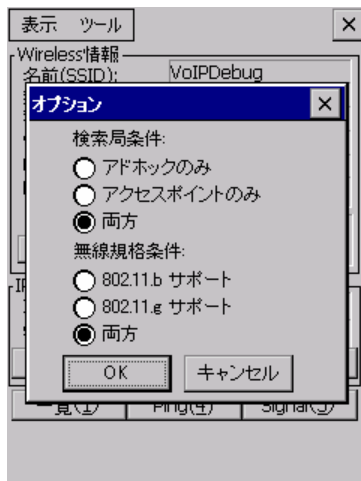 表示 ツール
Wireless情報
名前(SSID): VoIPDebug
オプション
検索局条件:
アドホックのみ
アクセスポイントのみ
両方
無線規格条件:
802.11.b サポート
802.11.g サポート
両方
OK キャンセル
一覧(1) Ping(4) Signal(5)